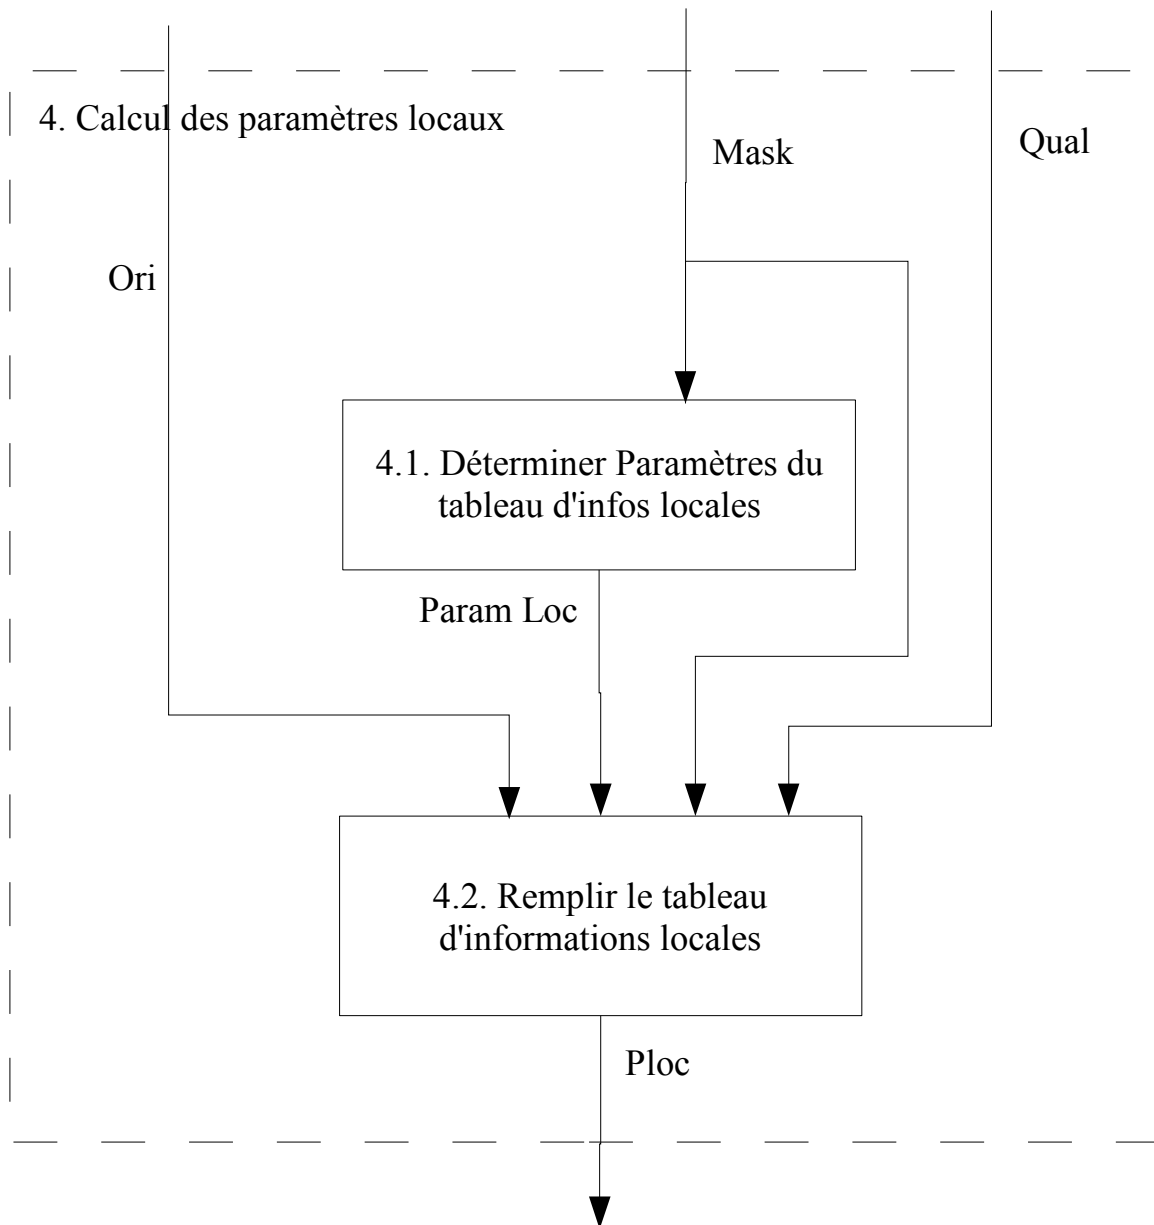 4. Calcul des paramètres locaux
Mask
Qual
Ori
4.1. Déterminer Paramètres du
tableau d'infos locales
Param Loc
4.2. Remplir le tableau
d'informations locales
Ploc